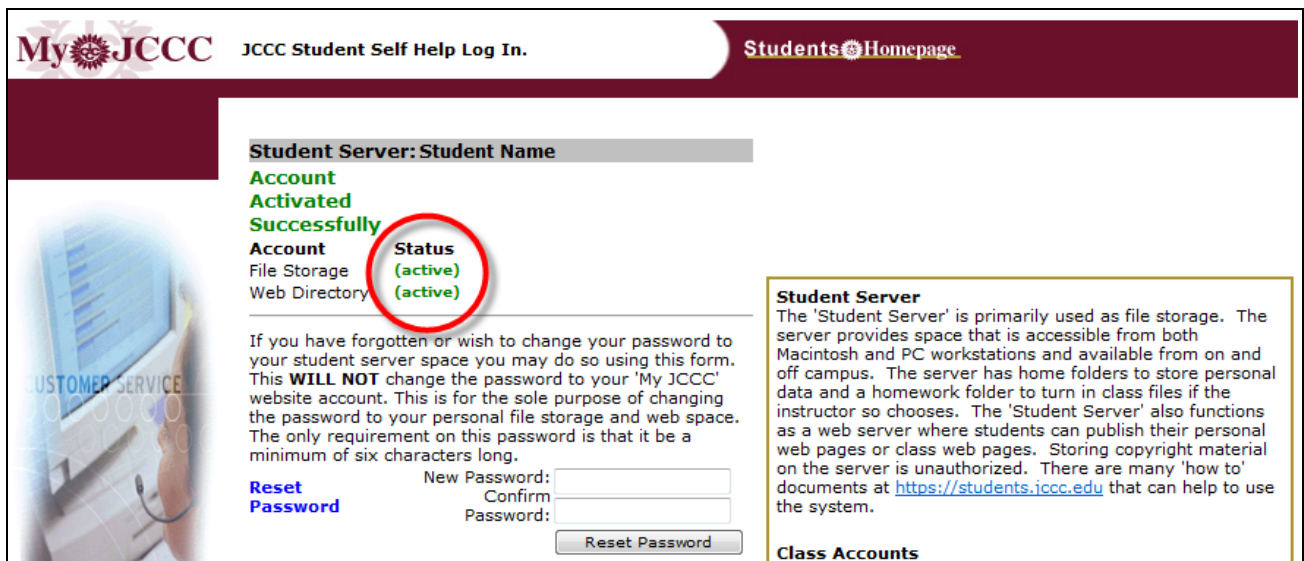 My JCCC
JCCC Student Self Help Log In.
Students Homepage
Student Server: Student Name
Account
Activated
Successfully
Account Status
File Storage (active)
Web Directory (active)
If you have forgotten or wish to change your password to
your student server space you may do so using this form.
This WILL NOT change the password to your 'My JCCC'
website account. This is for the sole purpose of changing
the password to your personal file storage and web space.
The only requirement on this password is that it be a
minimum of six characters long.
Reset
Password
New Password:
Confirm
Password:
Reset Password
CUSTOMER SERVICE
Student Server
The 'Student Server' is primarily used as file storage. The
server provides space that is accessible from both
Macintosh and PC workstations and available from on and
off campus. The server has home folders to store personal
data and a homework folder to turn in class files if the
instructor so chooses. The 'Student Server' also functions
as a web server where students can publish their personal
web pages or class web pages. Storing copyright material
on the server is unauthorized. There are many 'how to'
documents at https://students.jccc.edu that can help to use
the system.
Class Accounts